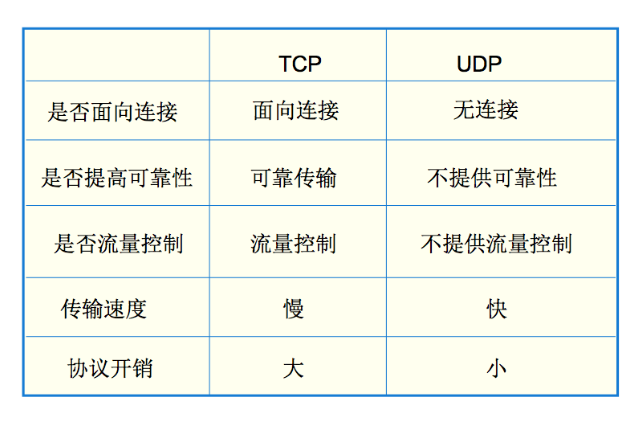 TCP UDP
是否面向连接 面向连接 无连接
是否提高可靠性 可靠传输 不提供可靠性
是否流量控制 流量控制 不提供流量控制
传输速度 慢 快
协议开销 大 小